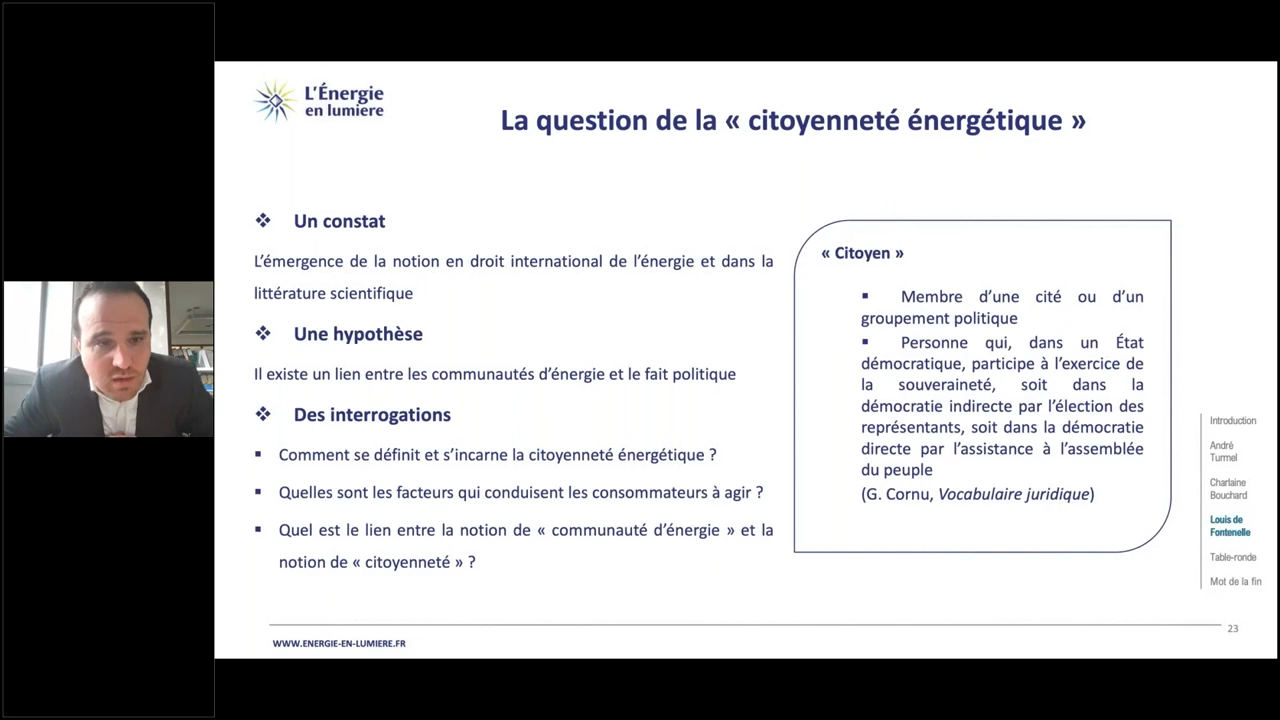 L'Énergie
en lumière
La question de la « citoyenneté énergétique »
❖ Un constat
L'émergence de la notion en droit international de l'énergie et dans la
littérature scientifique
❖ Une hypothèse
Il existe un lien entre les communautés d'énergie et le fait politique
❖ Des interrogations
▪ Comment se définit et s'incarne la citoyenneté énergétique ?
▪ Quelles sont les facteurs qui conduisent les consommateurs à agir ?
▪ Quel est le lien entre la notion de « communauté d'énergie » et la
notion de « citoyenneté » ?
« Citoyen »
▪ Membre d'une cité ou d'un
groupement politique
▪ Personne qui, dans un État
démocratique, participe à l'exercice de
la souveraineté, soit dans la
démocratie indirecte par l'élection des
représentants, soit dans la démocratie
directe par l'assistance à l'assemblée
du peuple
(G. Cornu, Vocabulaire juridique)
Introduction
André
Turmel
Charlaine
Bouchard
Louis de
Fontenelle
Table-ronde
Mot de la fin
WWW.ENERGIE-EN-LUMIERE.FR
23